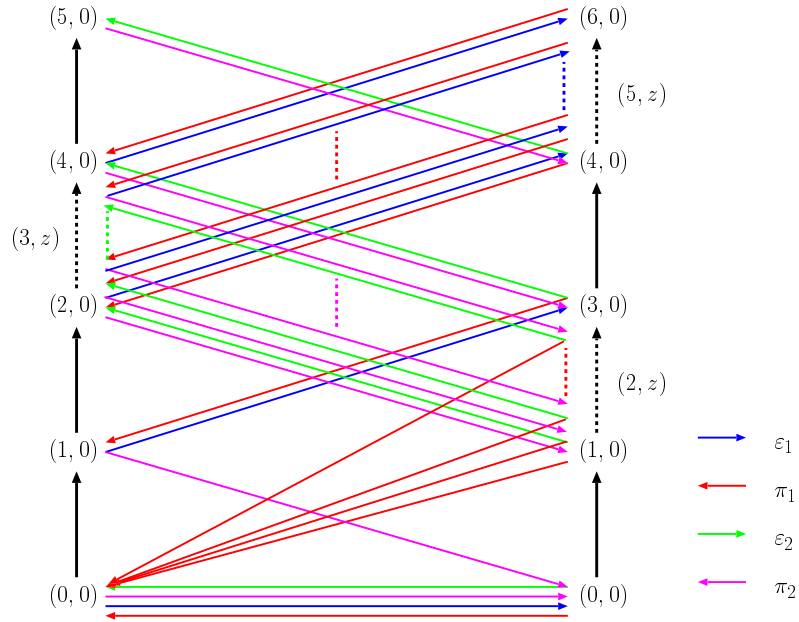 (5, 0) (6, 0)
(5, z)
(4, 0) (4, 0)
(3, z)
(2, 0) (3, 0)
(2, z)
(1, 0) (1, 0)
ε₁
π₁
ε₂
π₂
(0, 0) (0, 0)